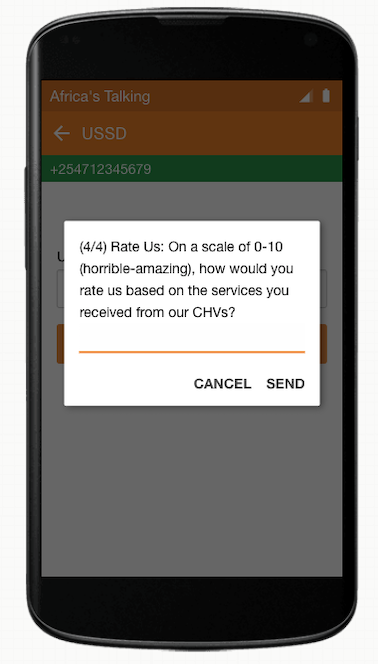 Africa's Talking
USSD
+254712345679
U
(4/4) Rate Us: On a scale of 0-10
(horrible-amazing), how would you
rate us based on the services you
received from our CHVs?
CANCEL SEND